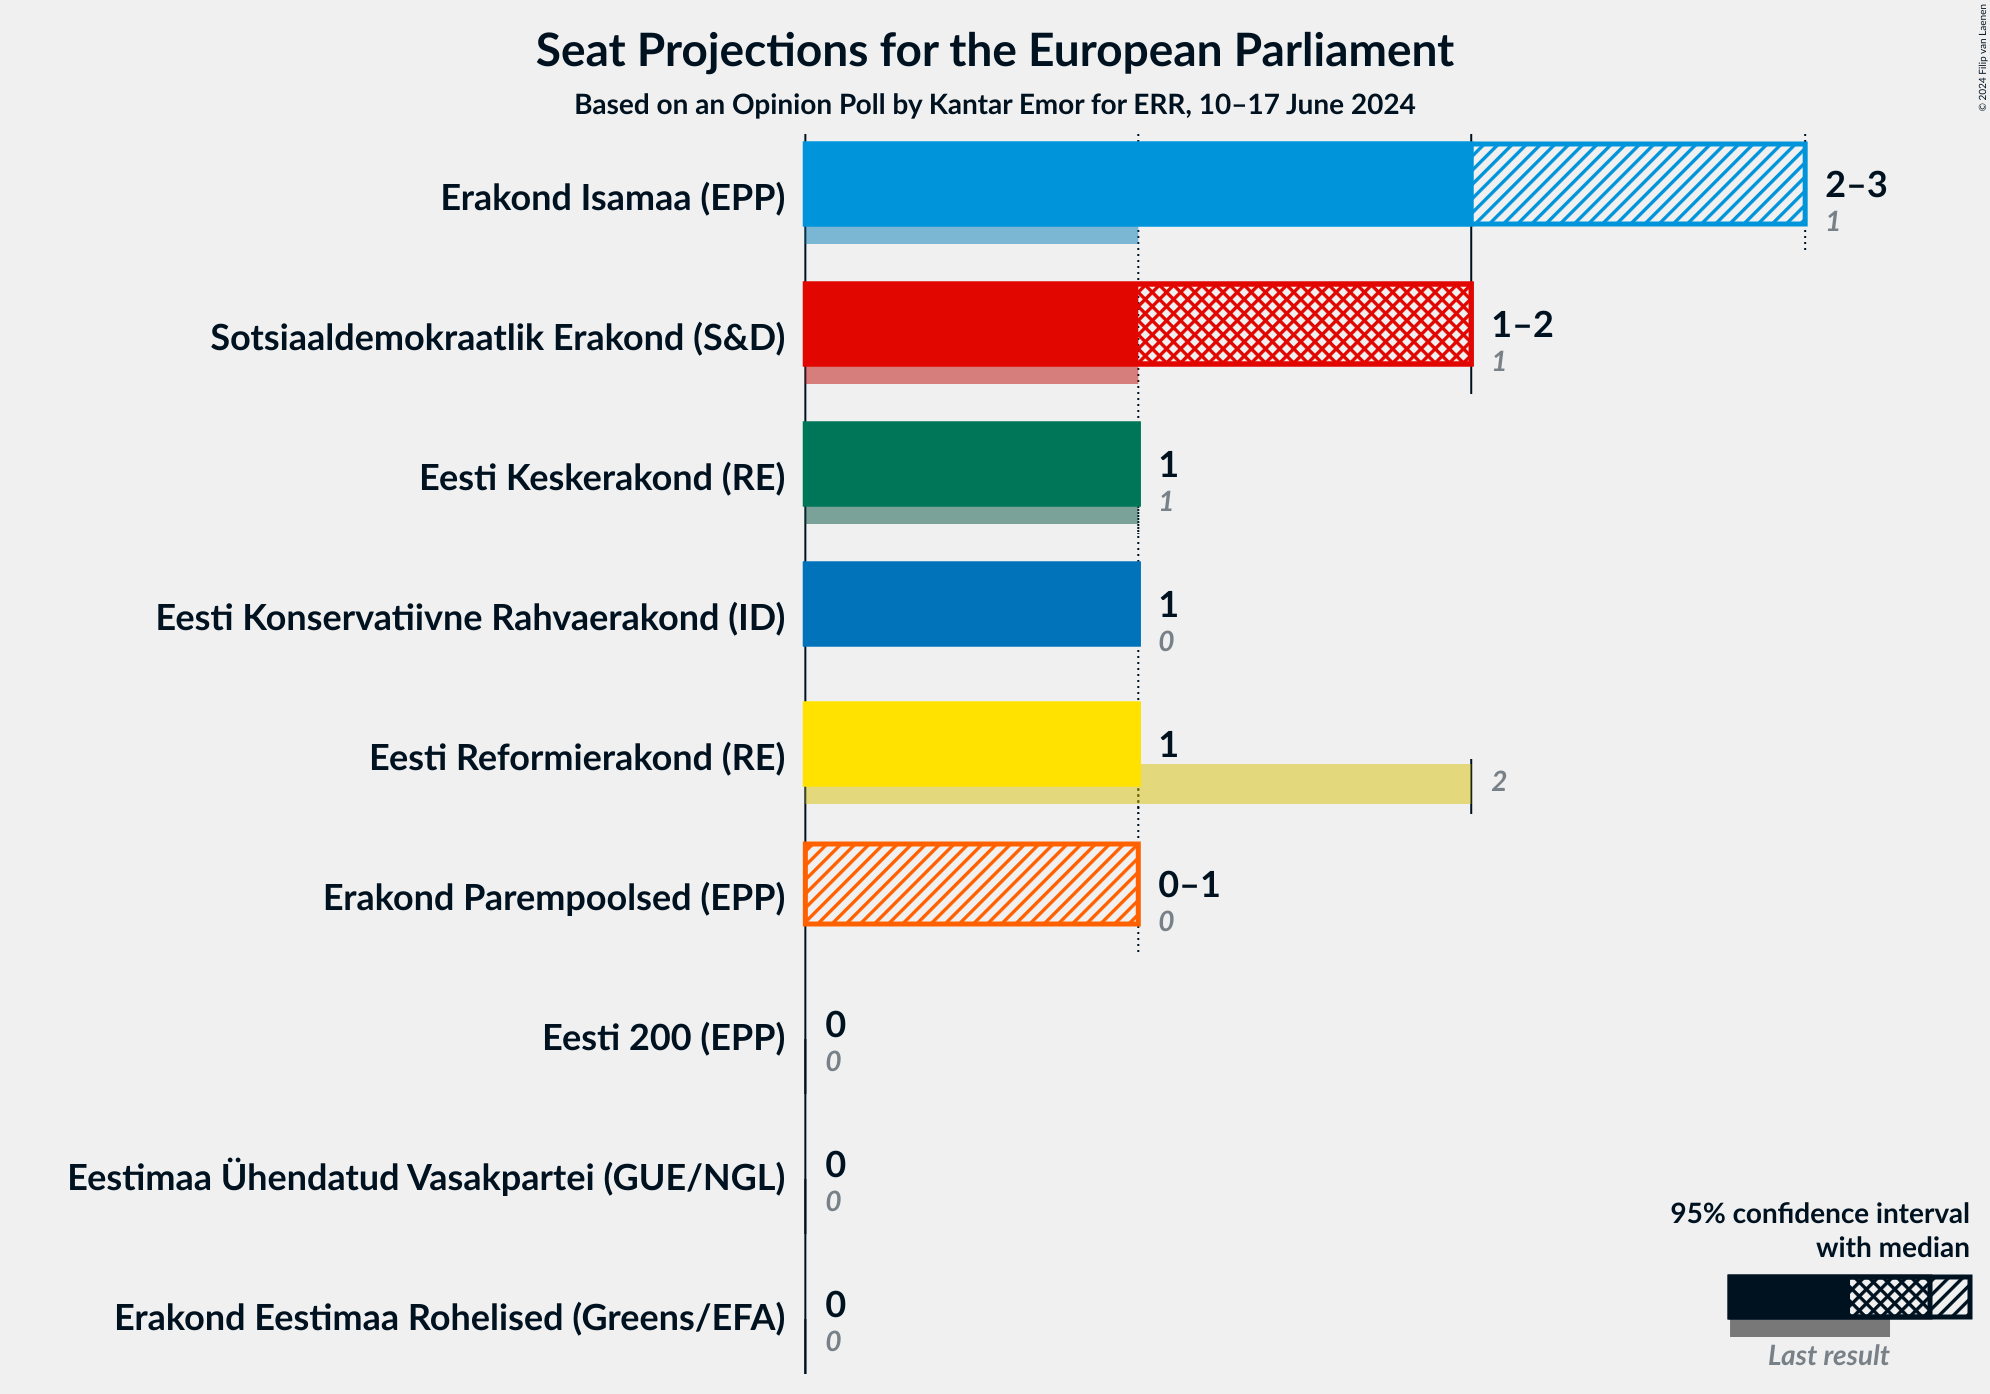 Seat Projections for the European Parliament
Based on an Opinion Poll by Kantar Emor for ERR, 10–17 June 2024
© 2024 Filip van Laenen
Erakond Isamaa (EPP)
2–3
1
Sotsiaaldemokraatlik Erakond (S&D)
1–2
1
Eesti Keskerakond (RE)
1
1
Eesti Konservatiivne Rahvaerakond (ID)
1
0
Eesti Reformierakond (RE)
1
2
Erakond Parempoolsed (EPP)
0–1
0
Eesti 200 (EPP)
0
0
Eestimaa Ühendatud Vasakpartei (GUE/NGL)
0
0
Erakond Eestimaa Rohelised (Greens/EFA)
0
0
95% confidence interval
with median
Last result